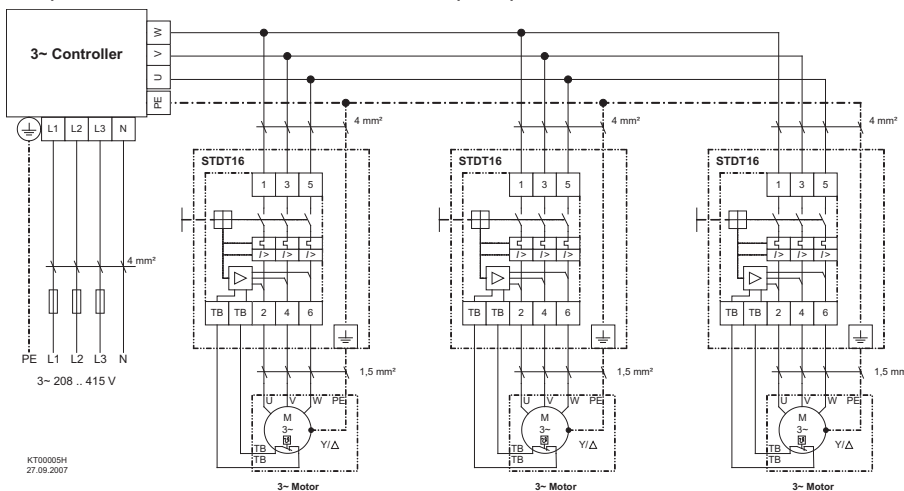 3~ Controller
W
V
U
PE
L1 L2 L3 N
4 mm²
PE L1 L2 L3 N
3~ 208 .. 415 V
4 mm²
STDT16
1 3 5
I> I> I>
TB TB 2 4 6
1,5 mm²
U V W PE
M
3~
Y/△
TB
TB
3~ Motor
4 mm²
STDT16
1 3 5
I> I> I>
TB TB 2 4 6
1,5 mm²
U V W PE
M
3~
Y/△
TB
TB
3~ Motor
4 mm²
STDT16
1 3 5
I> I> I>
TB TB 2 4 6
1,5 mm²
U V W PE
M
3~
Y/△
TB
TB
3~ Motor
KT00005H
27.09.2007